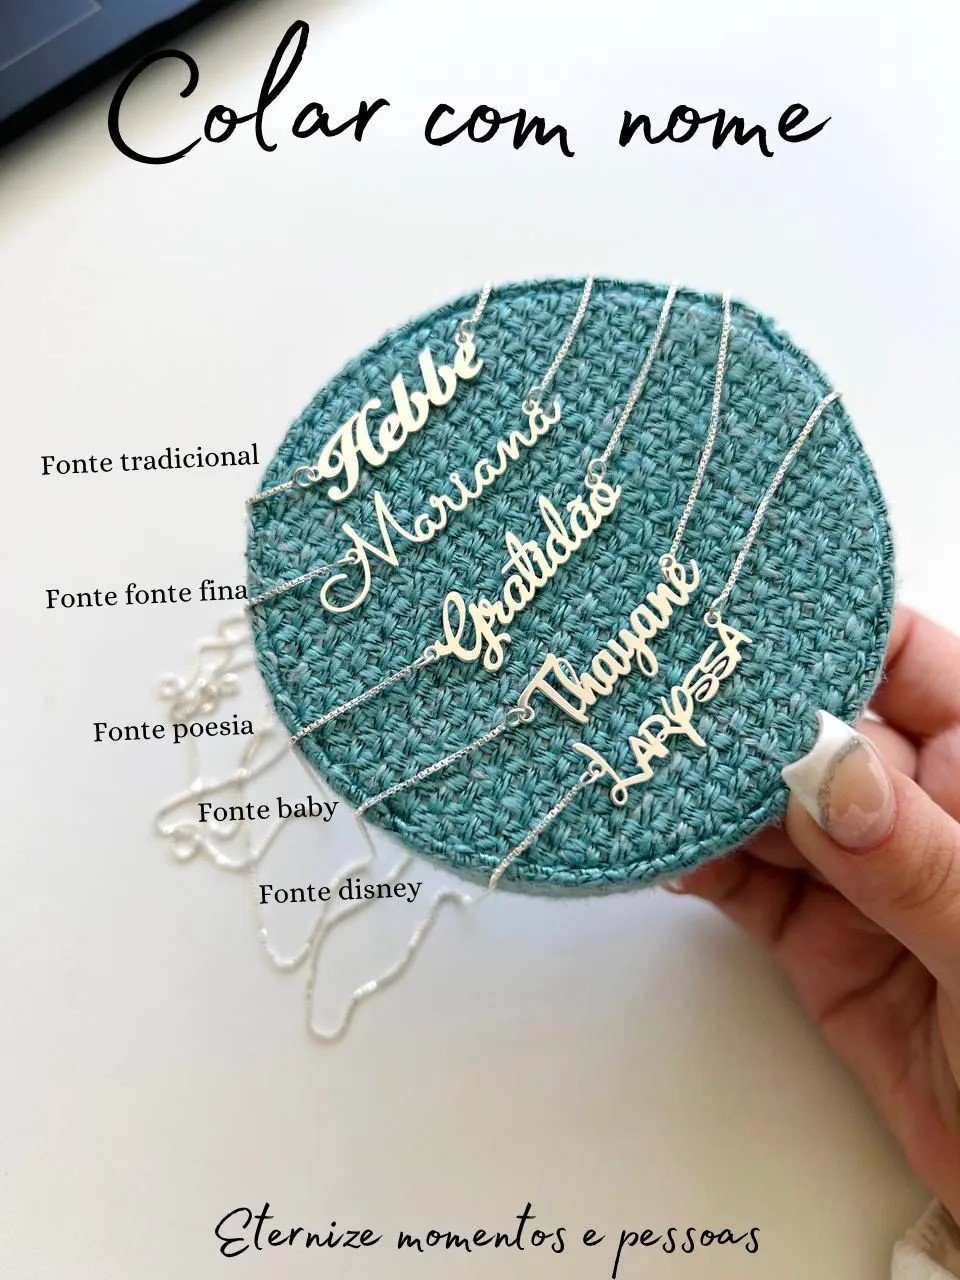 Colar com nome
Hebbe
Fonte tradicional
Mariana
Fonte fonte fina
Gratidão
Fonte poesia
Thayane
Fonte baby
LARYSSA
Fonte disney
Eternize momentos e pessoas